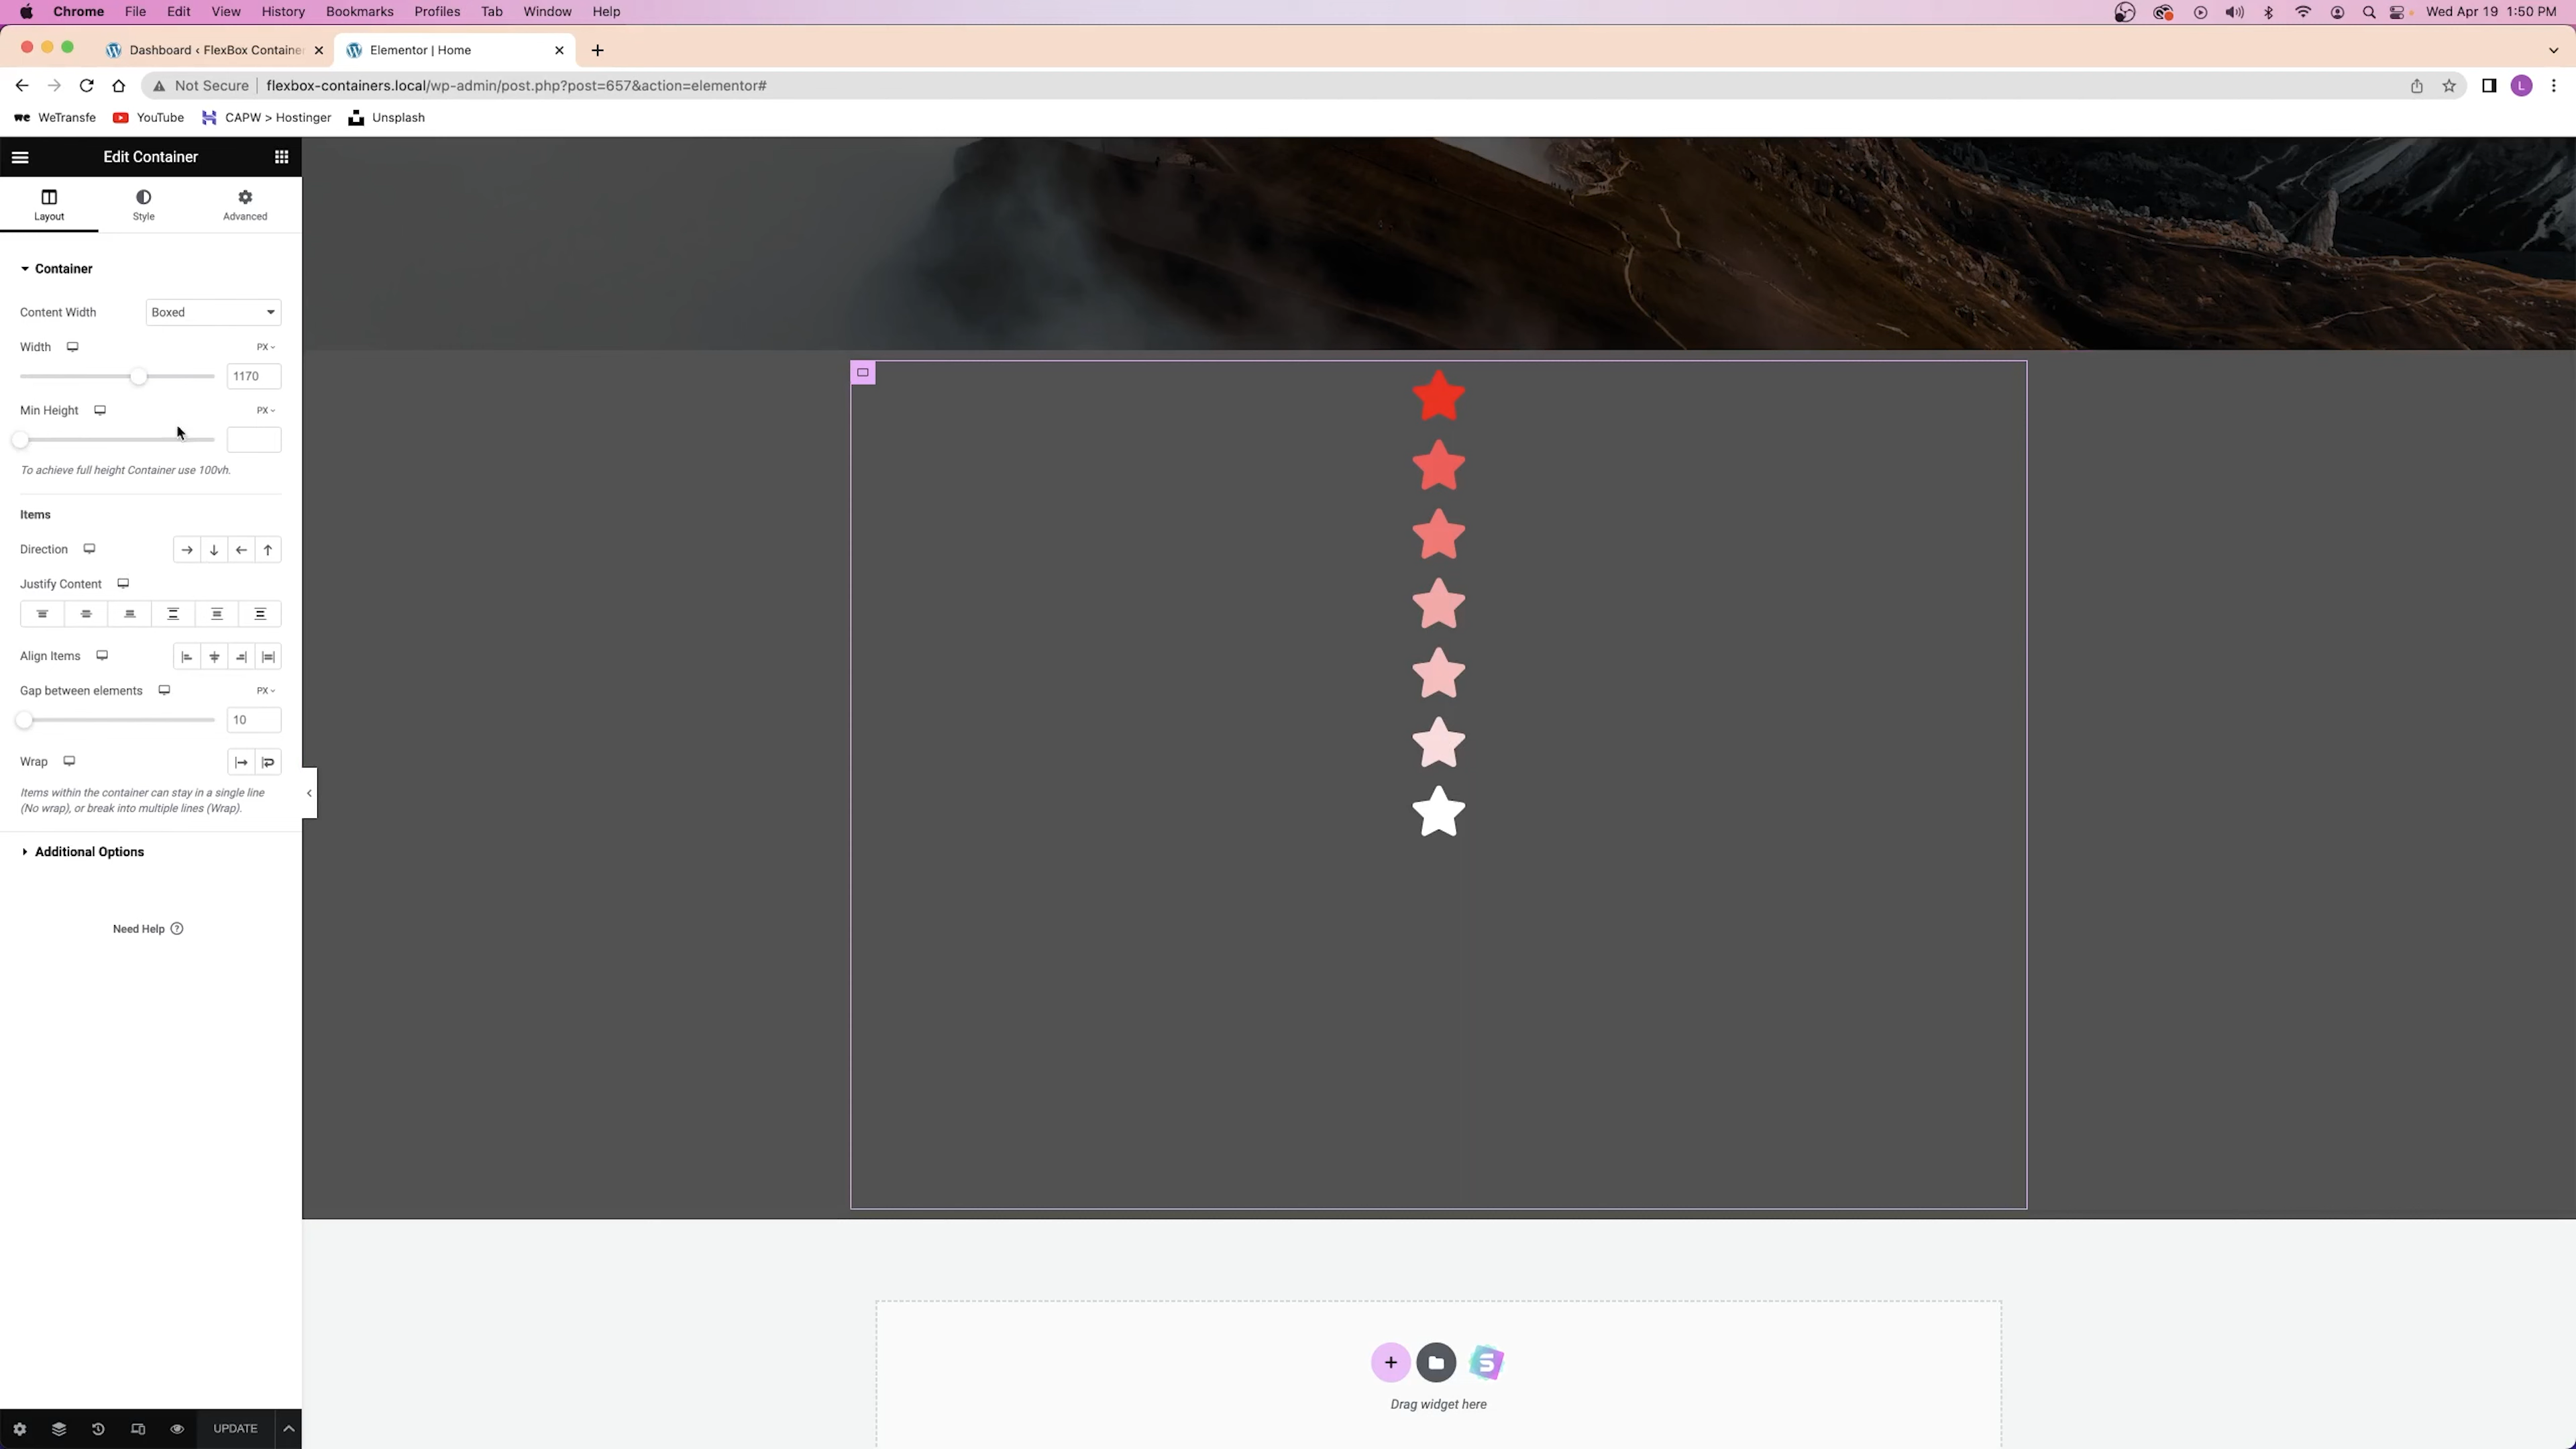 Chrome File Edit View History Bookmarks Profiles Tab Window Help Wed Apr 19 1:50 PM
Dashboard ‹ FlexBox Container Elementor | Home
Not Secure flexbox-containers.local/wp-admin/post.php?post=657&action=elementor# L
we WeTransfe YouTube CAPW > Hostinger Unsplash
Edit Container
Layout Style Advanced
Container
Content Width Boxed
Width PX
1170
Min Height PX
To achieve full height Container use 100vh.
Items
Direction
Justify Content
Align Items
Gap between elements PX
10
Wrap
Items within the container can stay in a single line
(No wrap), or break into multiple lines (Wrap).
Additional Options
Need Help ?
S
Drag widget here
UPDATE